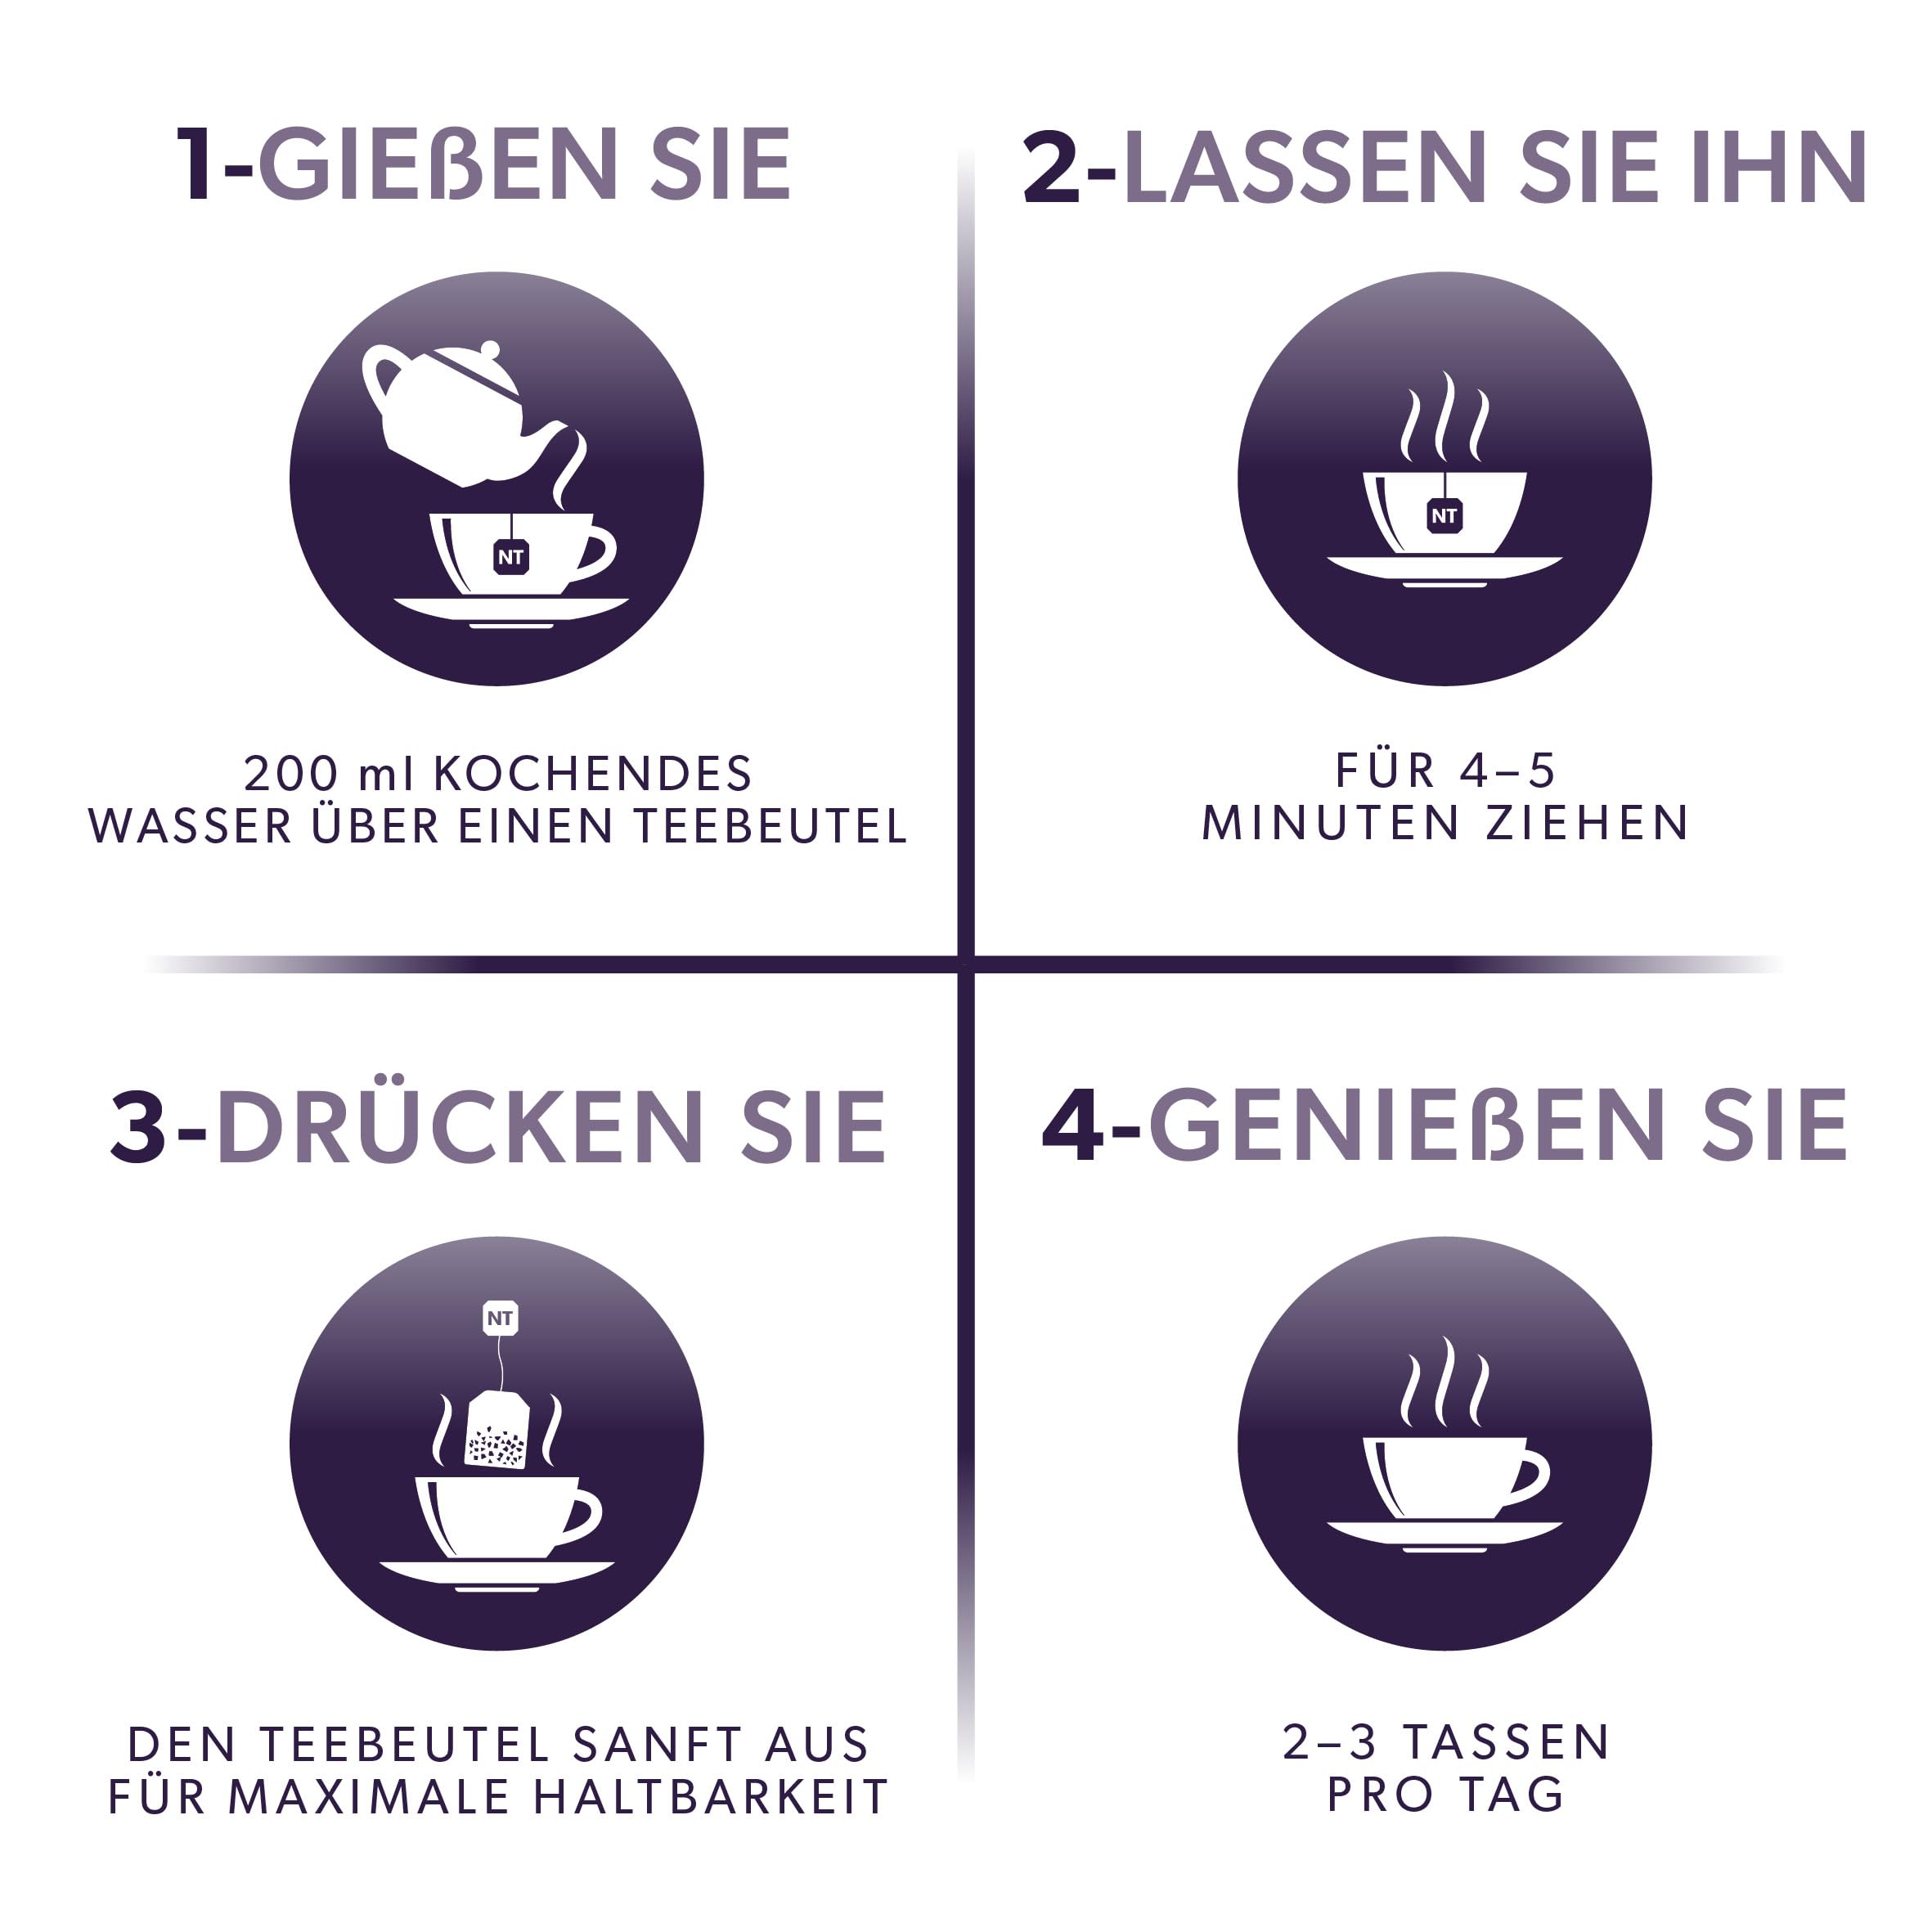 1-GIEßEN SIE
NT
200 ml KOCHENDES
WASSER ÜBER EINEN TEEBEUTEL
2-LASSEN SIE IHN
NT
FÜR 4–5
MINUTEN ZIEHEN
3-DRÜCKEN SIE
NT
DEN TEEBEUTEL SANFT AUS
FÜR MAXIMALE HALTBARKEIT
4-GENIEßEN SIE
2–3 TASSEN
PRO TAG